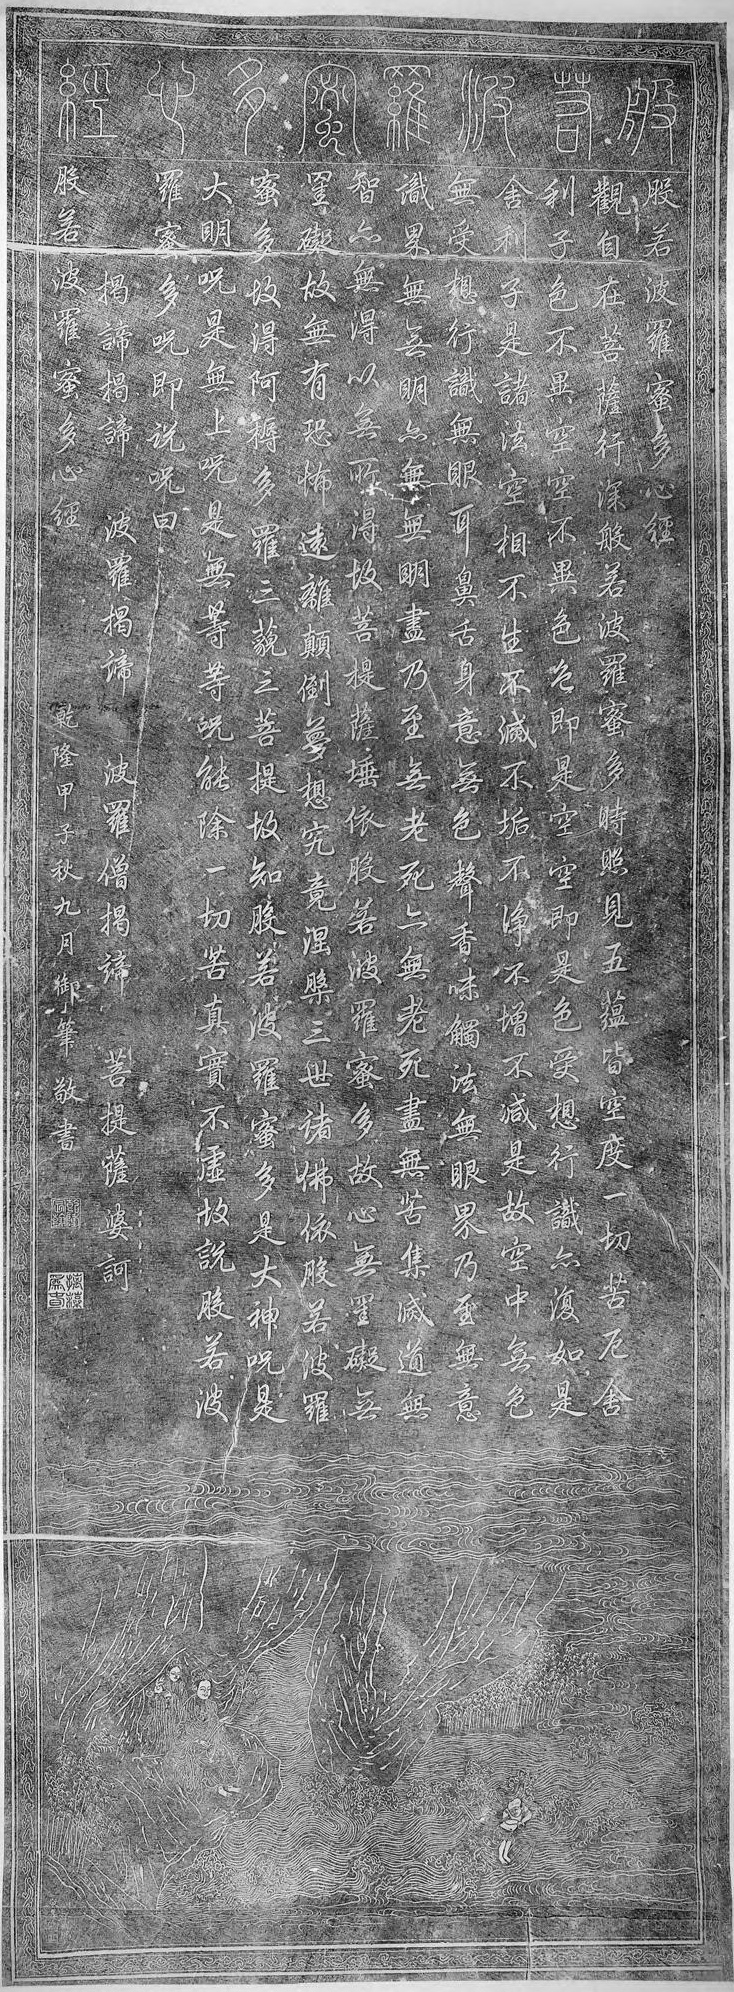 般若波羅蜜多心經
般若波羅蜜多心經
觀自在菩薩行深般若波羅蜜多時照見五蘊皆空度一切苦厄舍
利子色不異空空不異色色即是空空即是色受想行識亦復如是
舍利子是諸法空相不生不滅不垢不淨不增不減是故空中無色
無受想行識無眼耳鼻舌身意無色聲香味觸法無眼界乃至無意
識界無無明亦無無明盡乃至無老死亦無老死盡無苦集滅道無
智亦無得以無所得故菩提薩埵依般若波羅蜜多故心無罣礙無
罣礙故無有恐怖遠離顛倒夢想究竟涅槃三世諸佛依般若波羅
蜜多故得阿耨多羅三藐三菩提故知般若波羅蜜多是大神呪是
大明呪是無上呪是無等等呪能除一切苦真實不虛故說般若波
羅蜜多呪即說呪曰
揭諦揭諦 波羅揭諦 波羅僧揭諦 菩提薩婆訶
般若波羅蜜多心經
乾隆甲子秋九月御筆敬書